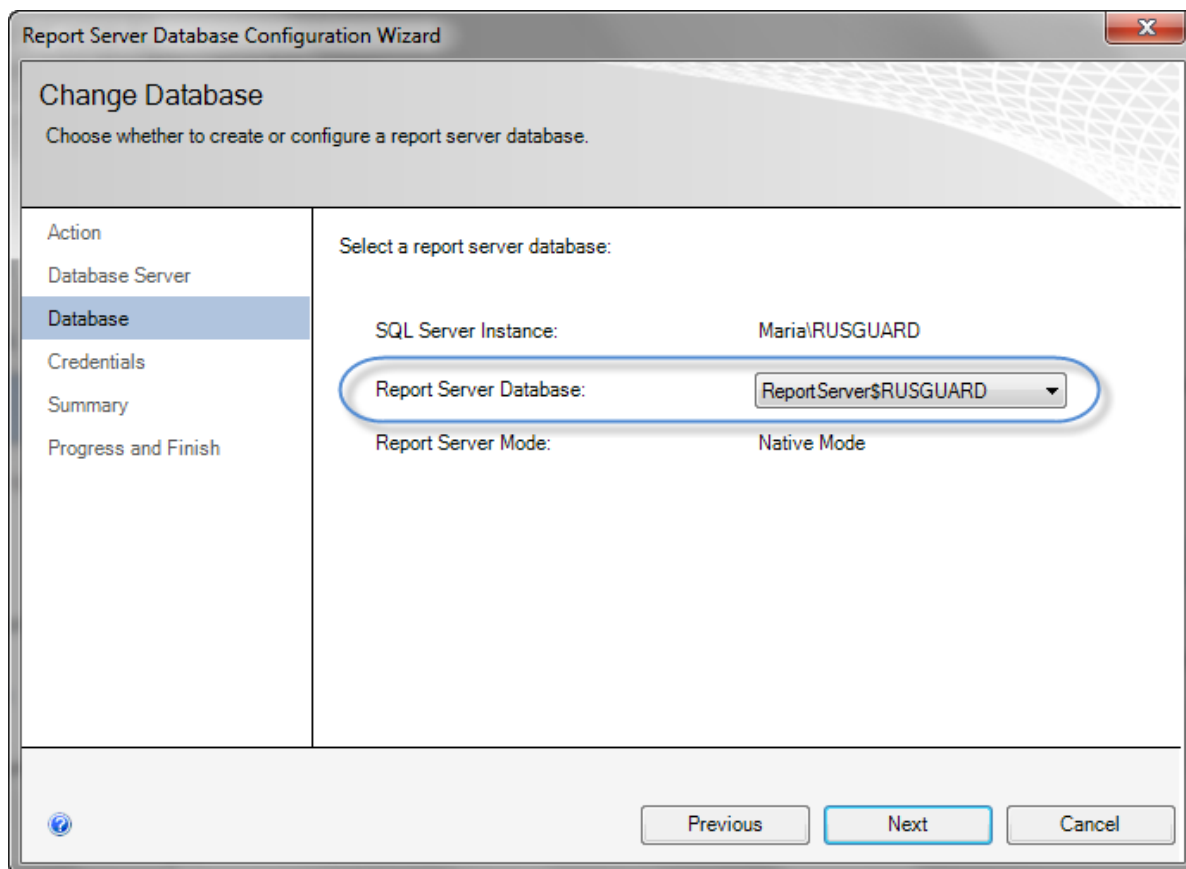 Report Server Database Configuration Wizard
Change Database
Choose whether to create or configure a report server database.
Action
Database Server
Database
Credentials
Summary
Progress and Finish
Select a report server database:
SQL Server Instance: Maria\RUSGUARD
Report Server Database: ReportServer$RUSGUARD
Report Server Mode: Native Mode
Previous Next Cancel